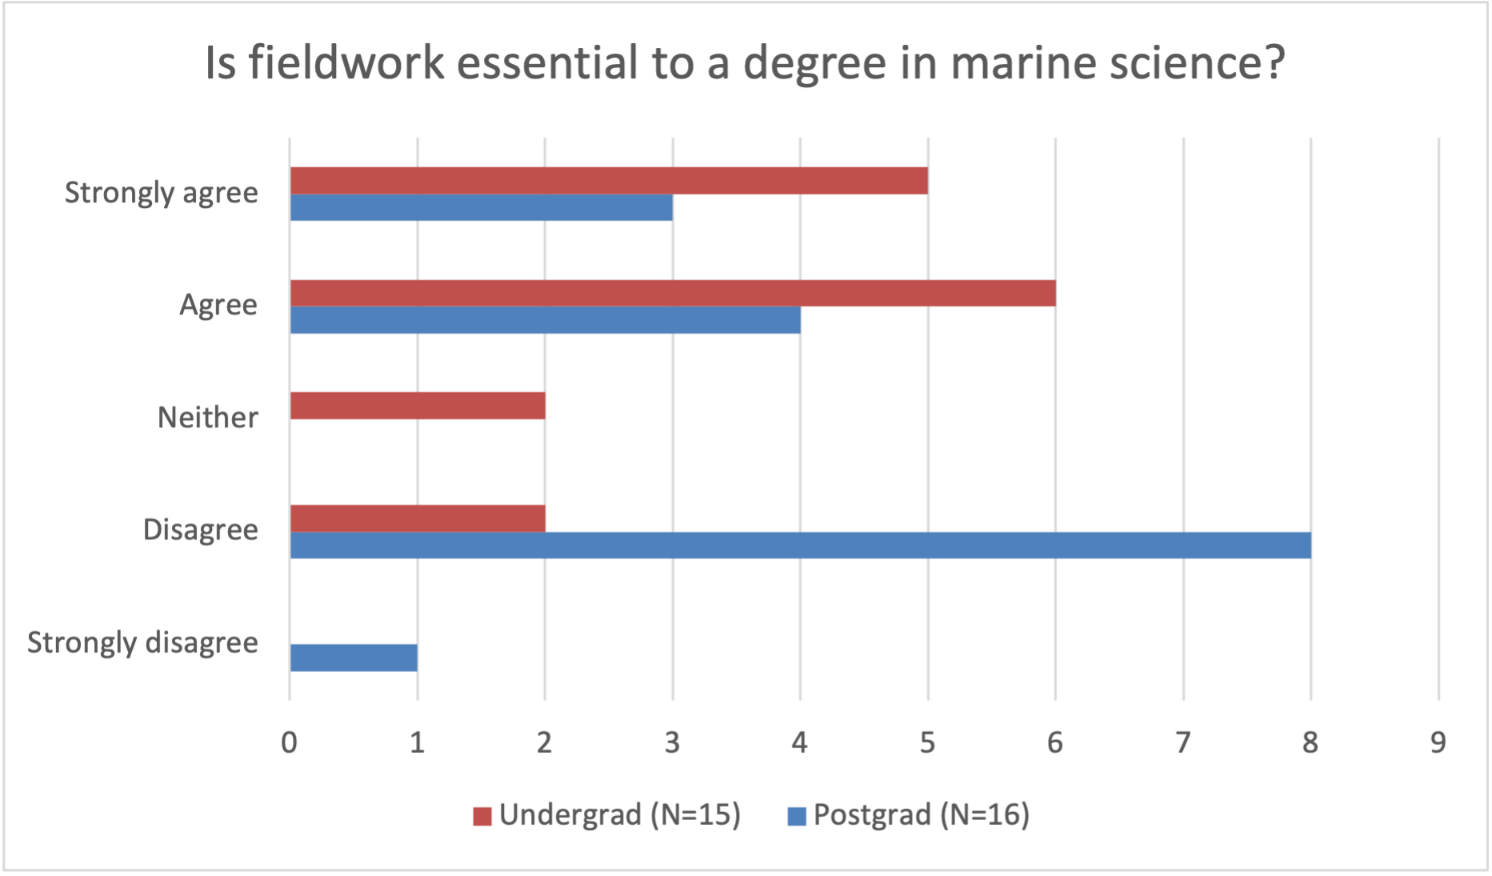 Is fieldwork essential to a degree in marine science?
Strongly agree
Agree
Neither
Disagree
Strongly disagree
0 1 2 3 4 5 6 7 8 9
Undergrad (N=15) Postgrad (N=16)